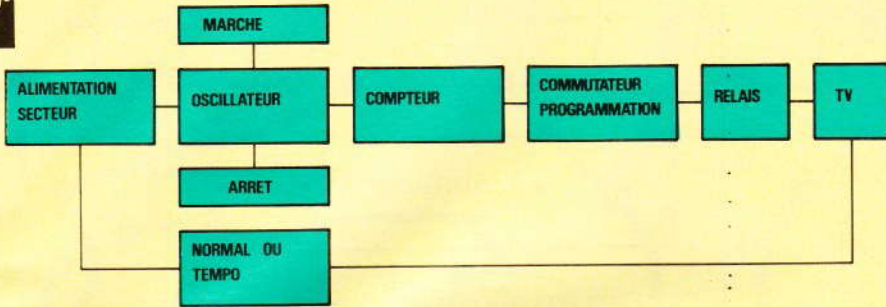 MARCHE
ALIMENTATION
SECTEUR
OSCILLATEUR
COMPTEUR
COMMUTATEUR
PROGRAMMATION
RELAIS
TV
ARRET
NORMAL OU
TEMPO